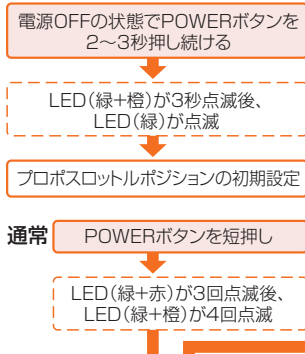 電源OFFの状態でPOWERボタンを
2〜3秒押し続ける
LED(緑+橙)が3秒点滅後、
LED(緑)が点滅
プロポスロットルポジションの初期設定
通常
POWERボタンを短押し
LED(緑+赤)が3回点滅後、
LED(緑+橙)が4回点滅